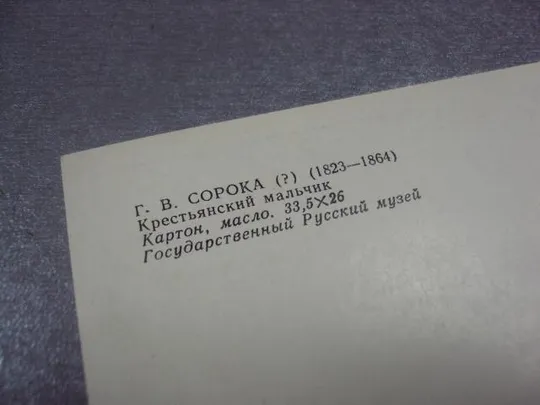 Г. В. СОРОКА (?) (1823—1864)
Крестьянский мальчик
Картон, масло. 33,5×26
Государственный Русский музей